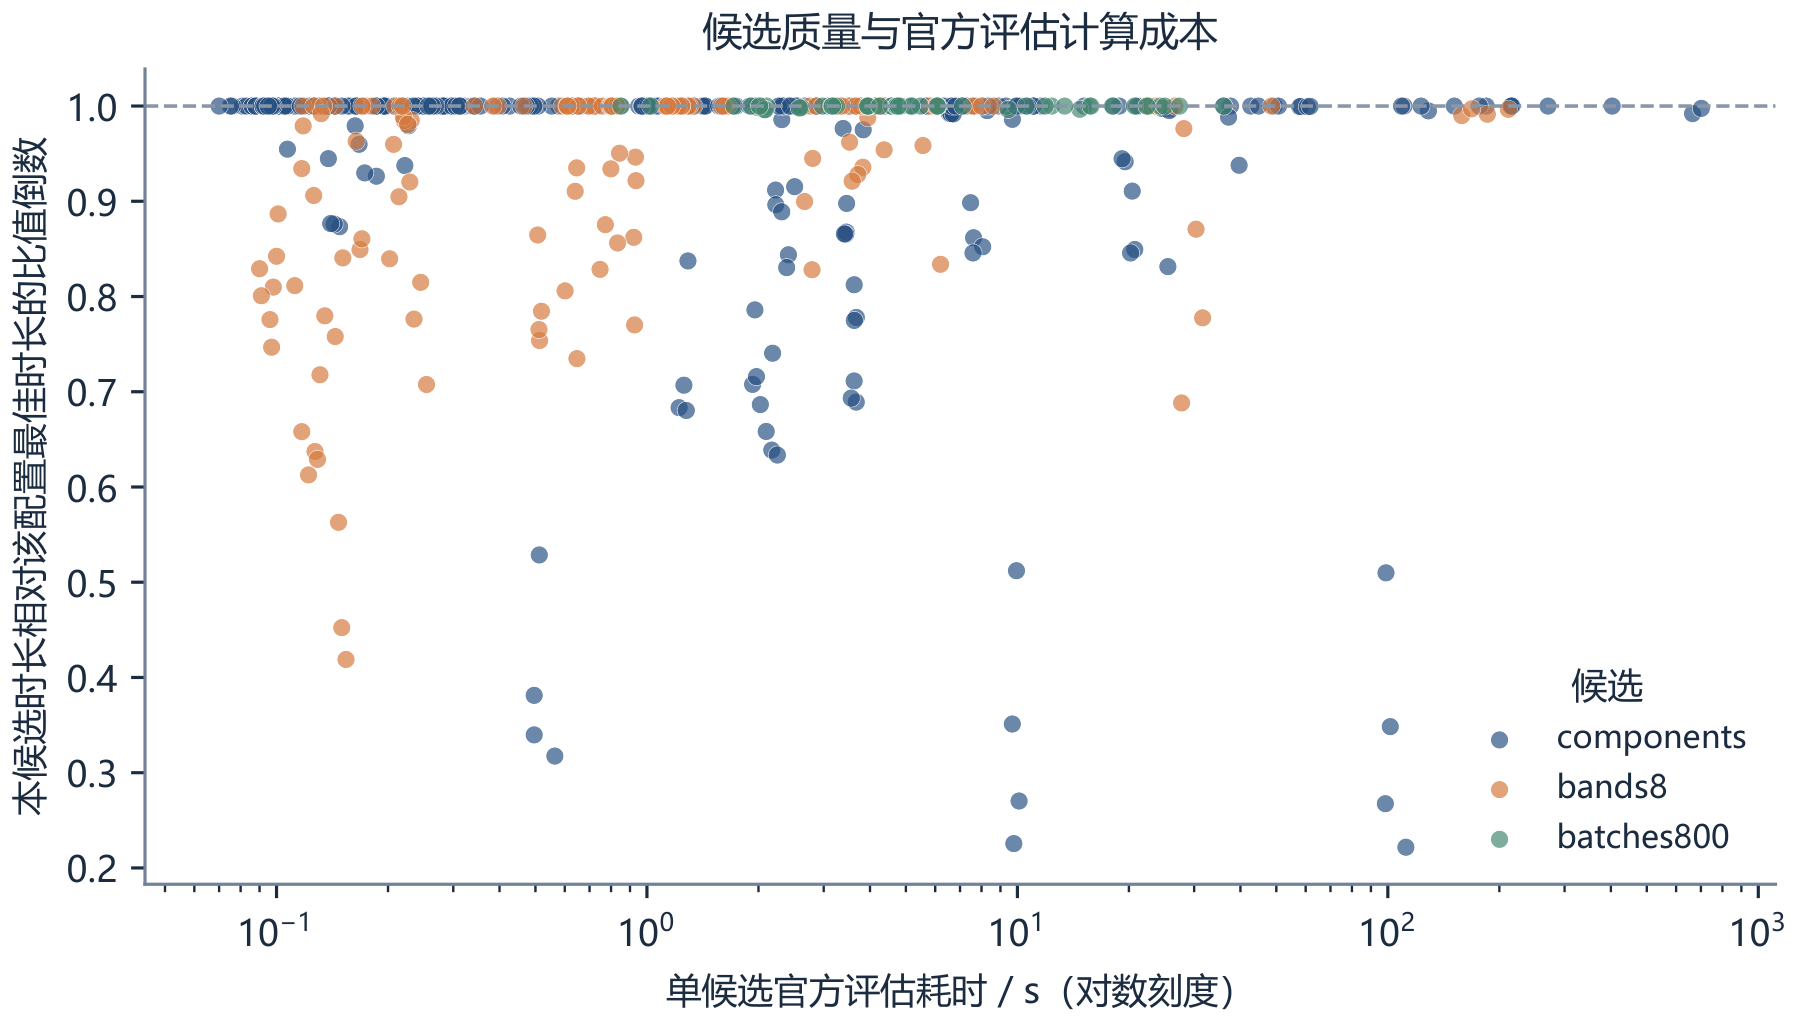 候选质量与官方评估计算成本
本候选时长相对该配置最佳时长的比值倒数
1.0
0.9
0.8
0.7
0.6
0.5
0.4
0.3
0.2
候选
components
bands8
batches800
10⁻¹
10⁰
10¹
10²
10³
单候选官方评估耗时 / s（对数刻度）